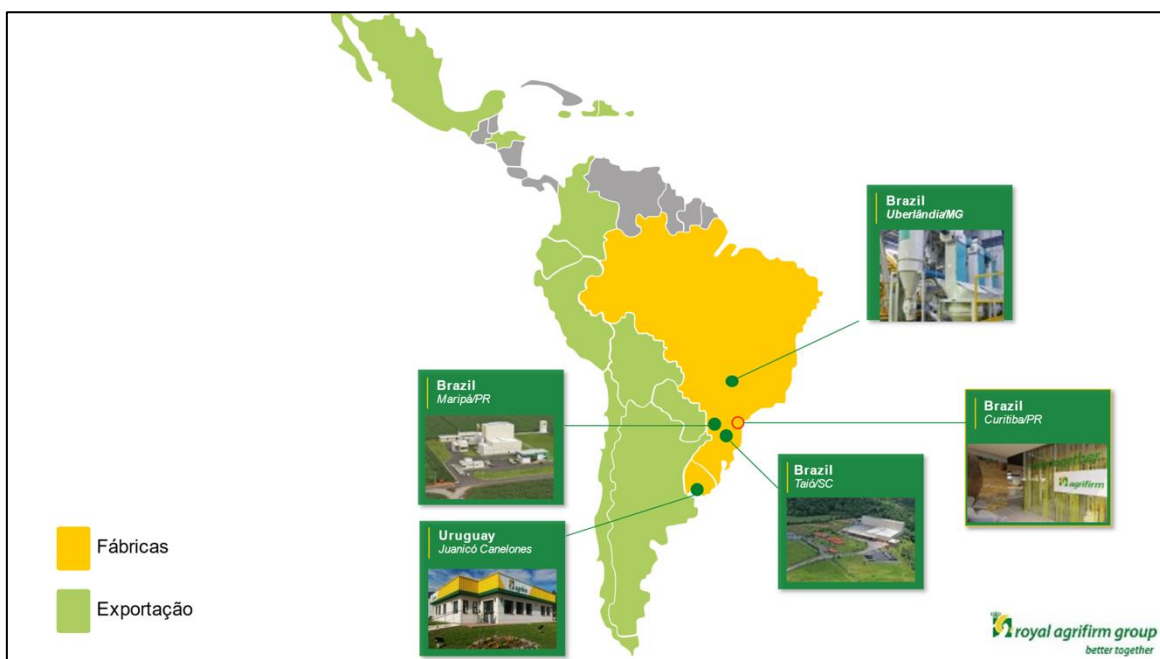 Brazil
Uberlândia/MG
Brazil
Maripá/PR
Brazil
Curitiba/PR
agrifirm
Brazil
Taió/SC
Uruguay
Juanicó Canelones
Fábricas
Exportação
royal agrifirm group
better together